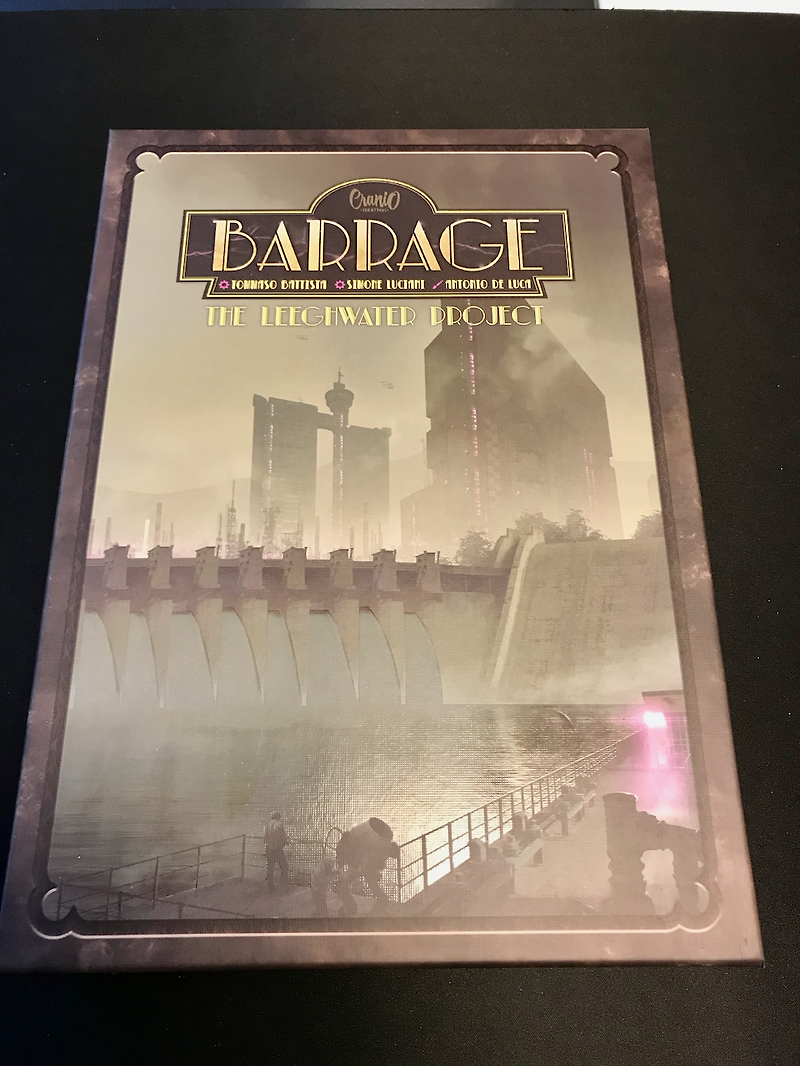 Cranio
CREATIONS
BARRAGE
TOMMASO BATTISTA SIMONE LUCIANI ANTONIO DE LUCA
THE LEEGHWATER PROJECT